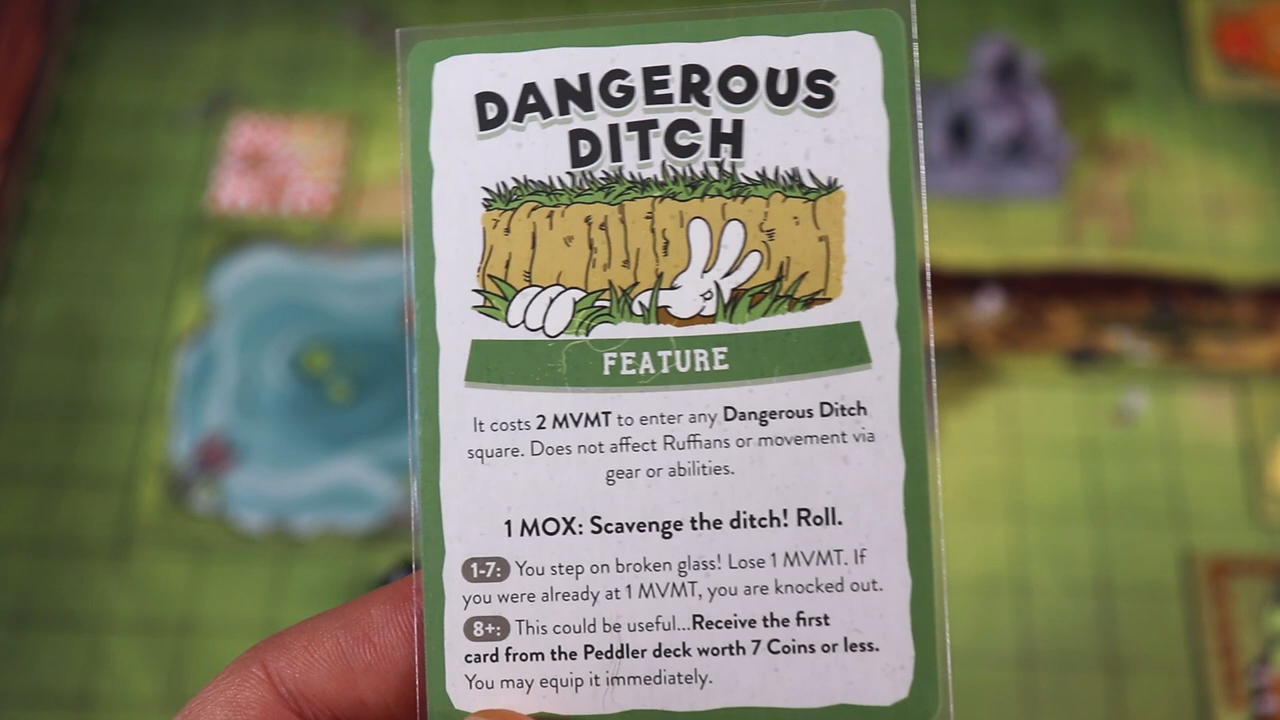 DANGEROUS
DITCH
FEATURE
It costs 2 MVMT to enter any Dangerous Ditch
square. Does not affect Ruffians or movement via
gear or abilities.
1 MOX: Scavenge the ditch! Roll.
1-7: You step on broken glass! Lose 1 MVMT. If
you were already at 1 MVMT, you are knocked out.
8+: This could be useful...Receive the first
card from the Peddler deck worth 7 Coins or less.
You may equip it immediately.